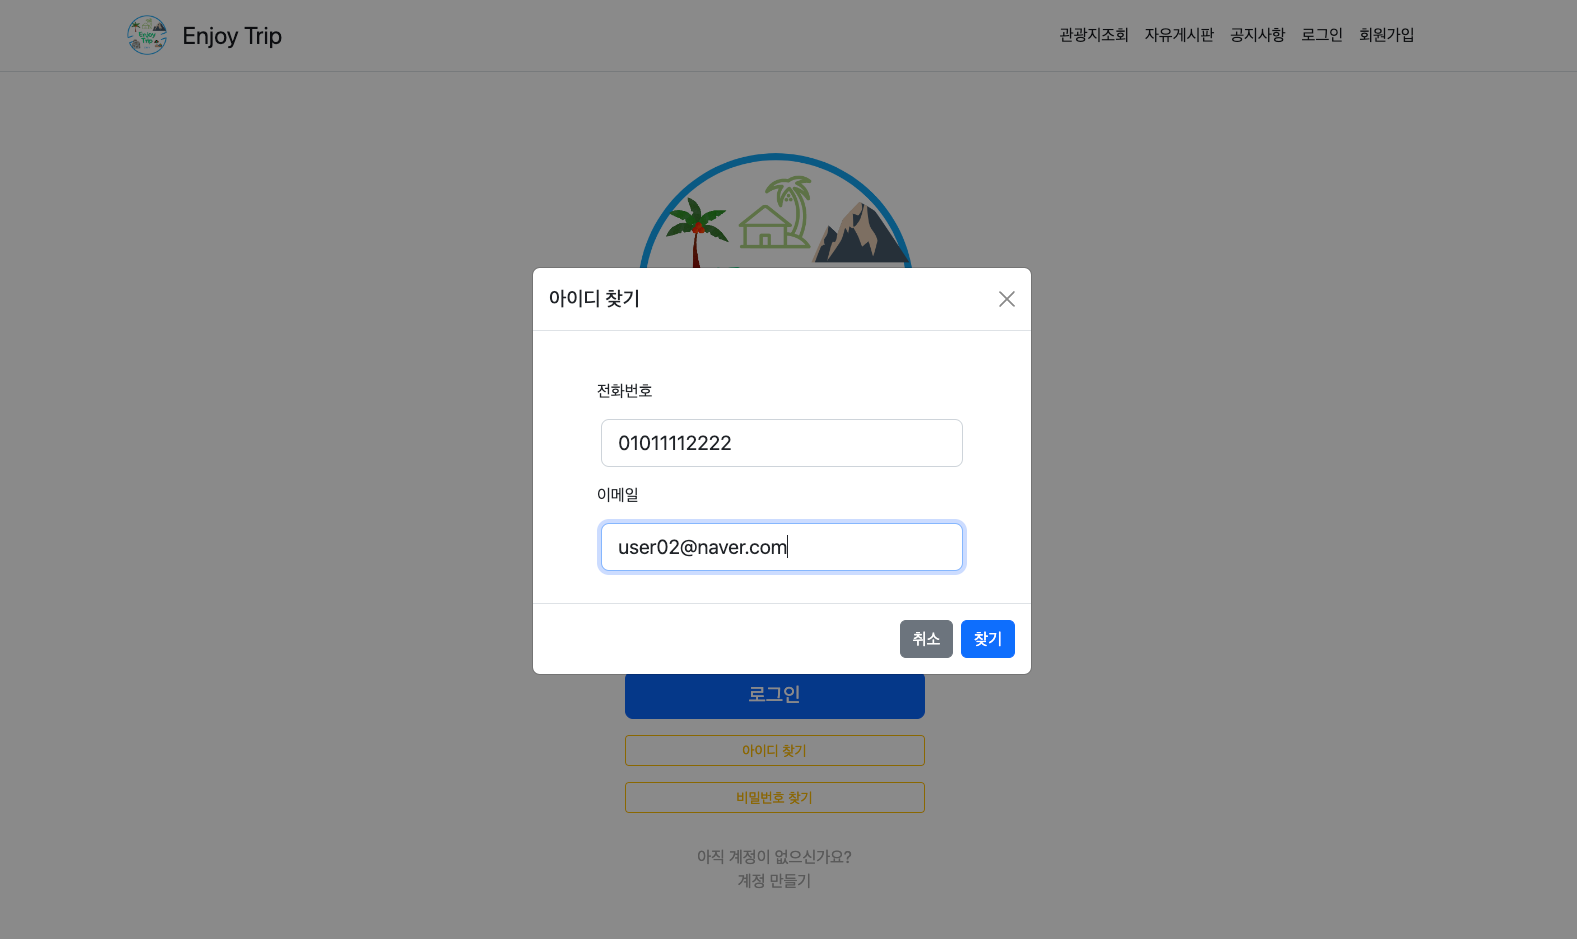 Enjoy Trip
Enjoy Trip
관광지조회 자유게시판 공지사항 로그인 회원가입
아이디 찾기
전화번호
01011112222
이메일
user02@naver.com
취소 찾기
로그인
아이디 찾기
비밀번호 찾기
아직 계정이 없으신가요?
계정 만들기